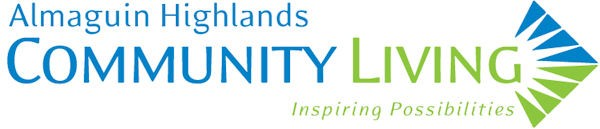 Almaguin Highlands
COMMUNITY LIVING
Inspiring Possibilities